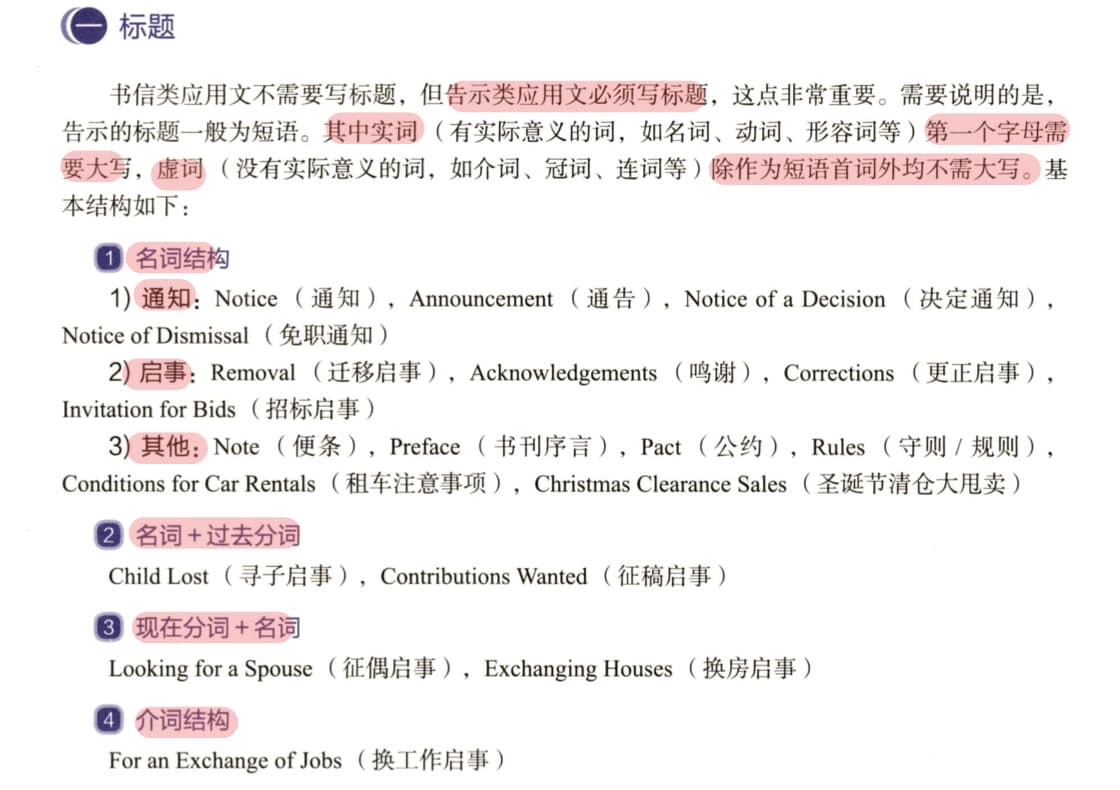 一 标题
书信类应用文不需要写标题，但告示类应用文必须写标题，这点非常重要。需要说明的是，
告示的标题一般为短语。其中实词（有实际意义的词，如名词、动词、形容词等）第一个字母需
要大写，虚词（没有实际意义的词，如介词、冠词、连词等）除作为短语首词外均不需大写。基
本结构如下：
1 名词结构
1) 通知：Notice（通知），Announcement（通告），Notice of a Decision（决定通知），
Notice of Dismissal（免职通知）
2) 启事：Removal（迁移启事），Acknowledgements（鸣谢），Corrections（更正启事），
Invitation for Bids（招标启事）
3) 其他：Note（便条），Preface（书刊序言），Pact（公约），Rules（守则 / 规则），
Conditions for Car Rentals（租车注意事项），Christmas Clearance Sales（圣诞节清仓大甩卖）
2 名词 + 过去分词
Child Lost（寻子启事），Contributions Wanted（征稿启事）
3 现在分词 + 名词
Looking for a Spouse（征偶启事），Exchanging Houses（换房启事）
4 介词结构
For an Exchange of Jobs（换工作启事）